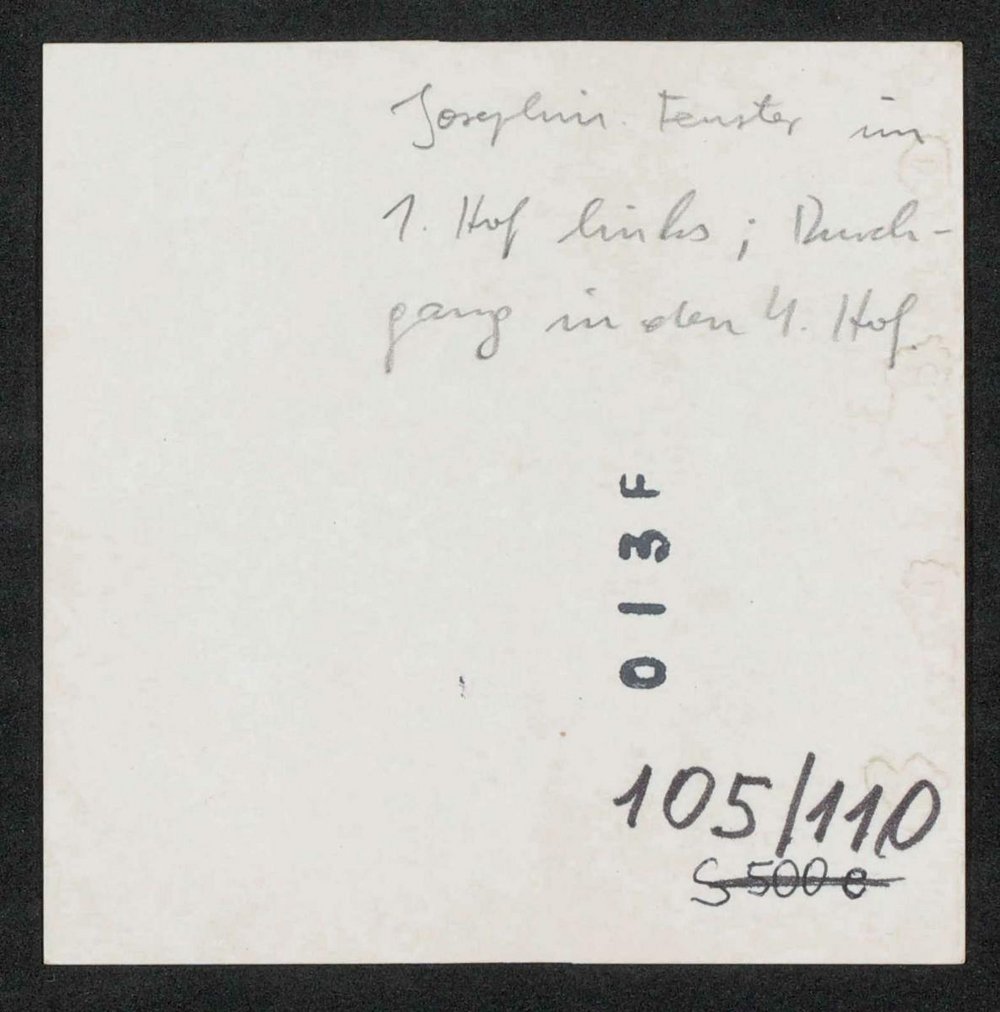 Josephin. Fenster im
1. Hof links; Durch-
gang in den 4. Hof.
013F
105/110
S 500 e